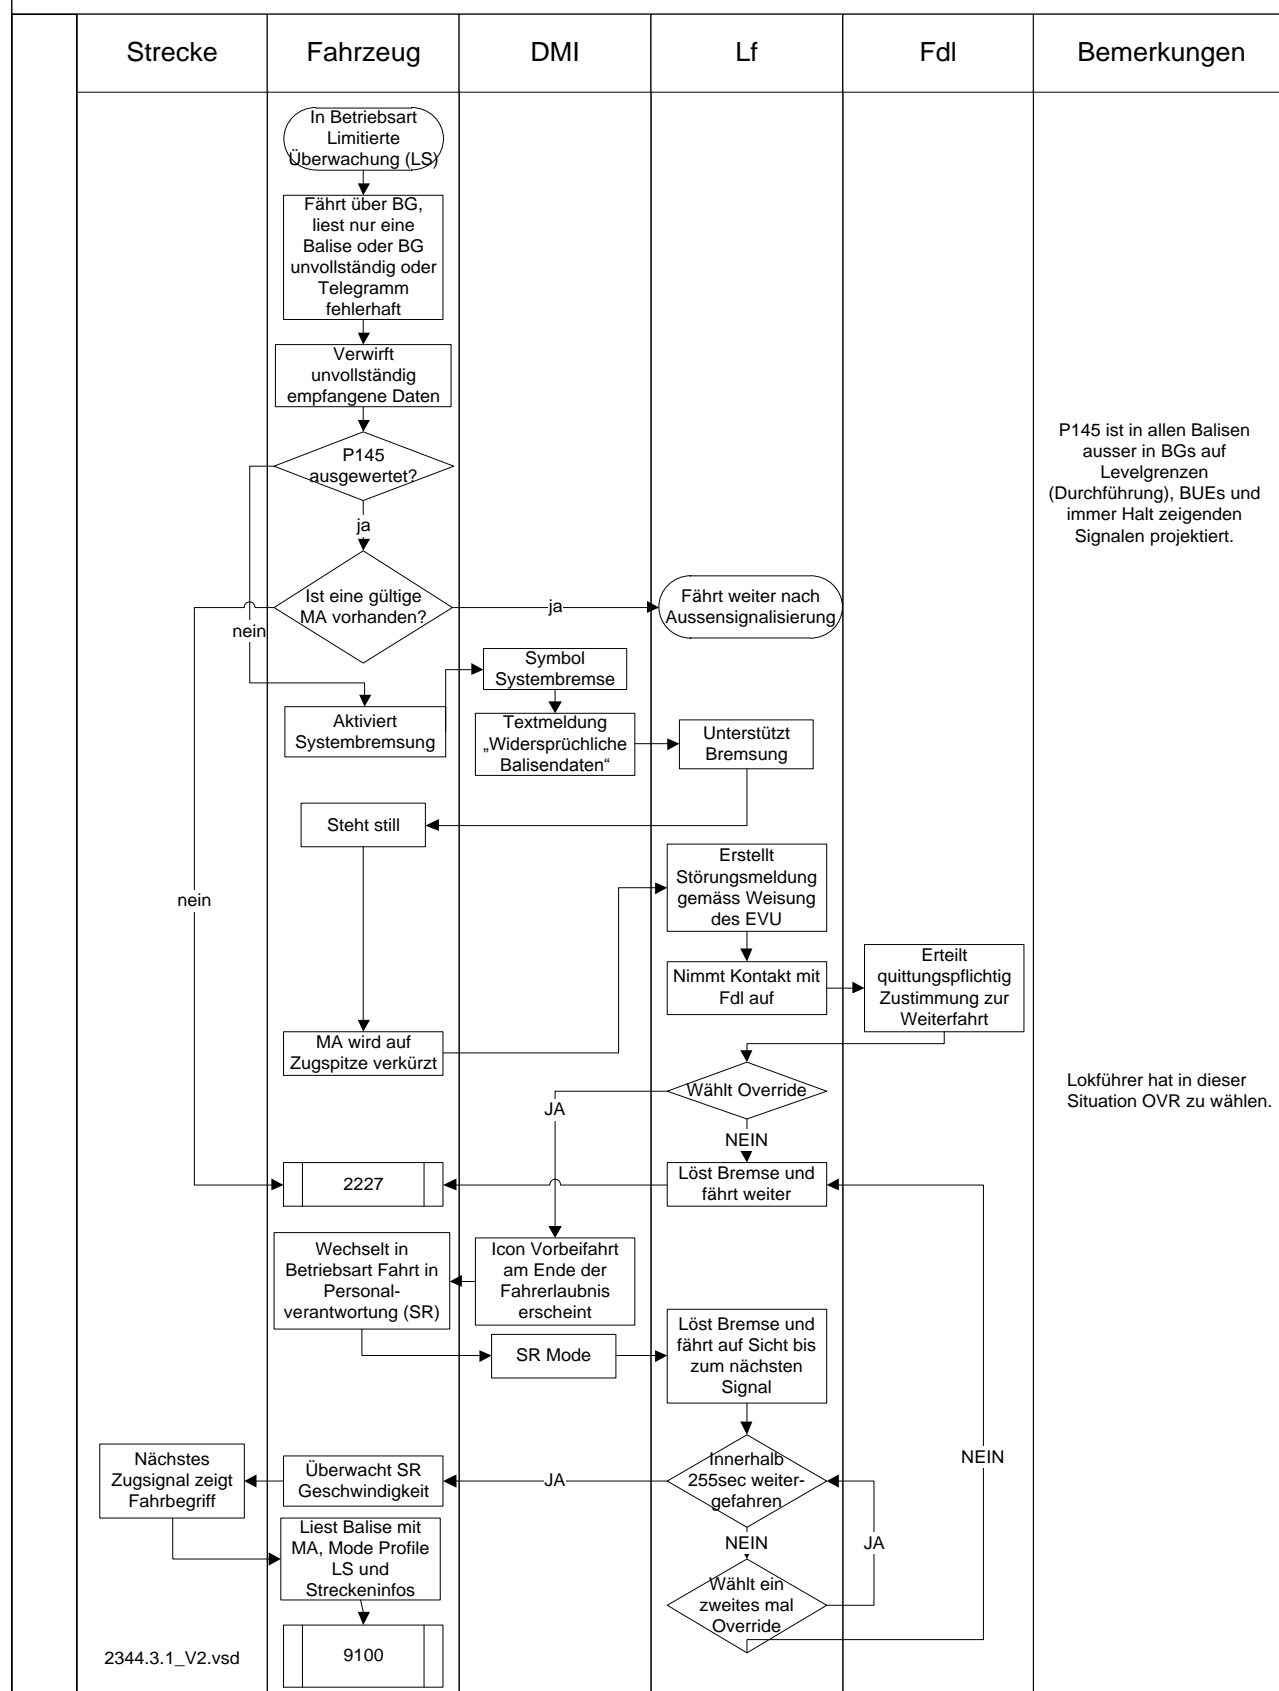 Strecke
Fahrzeug
DMI
Lf
Fdl
Bemerkungen
In Betriebsart
Limitierte
Überwachung (LS)
Fährt über BG,
liest nur eine
Balise oder BG
unvollständig oder
Telegramm
fehlerhaft
Verwirft
unvollständig
empfangene Daten
P145
ausgewertet?
P145 ist in allen Balisen
ausser in BGs auf
Levelgrenzen
(Durchführung), BUEs und
immer Halt zeigenden
Signalen projektiert.
ja
Ist eine gültige
MA vorhanden?
ja
Fährt weiter nach
Aussensignalisierung
nein
Symbol
Systembremse
Aktiviert
Systembremsung
Textmeldung
„Widersprüchliche
Balisendaten“
Unterstützt
Bremsung
Steht still
nein
Erstellt
Störungsmeldung
gemäss Weisung
des EVU
Nimmt Kontakt mit
Fdl auf
Erteilt
quittungspflichtig
Zustimmung zur
Weiterfahrt
MA wird auf
Zugspitze verkürzt
Wählt Override
Lokführer hat in dieser
Situation OVR zu wählen.
JA
NEIN
2227
Löst Bremse und
fährt weiter
Wechselt in
Betriebsart Fahrt in
Personal-
verantwortung (SR)
Icon Vorbeifahrt
am Ende der
Fahrerlaubnis
erscheint
SR Mode
Löst Bremse und
fährt auf Sicht bis
zum nächsten
Signal
Nächstes
Zugsignal zeigt
Fahrbegriff
Überwacht SR
Geschwindigkeit
JA
Innerhalb
255sec weiter-
gefahren
NEIN
Liest Balise mit
MA, Mode Profile
LS und
Streckeninfos
NEIN
JA
Wählt ein
zweites mal
Override
9100
2344.3.1_V2.vsd